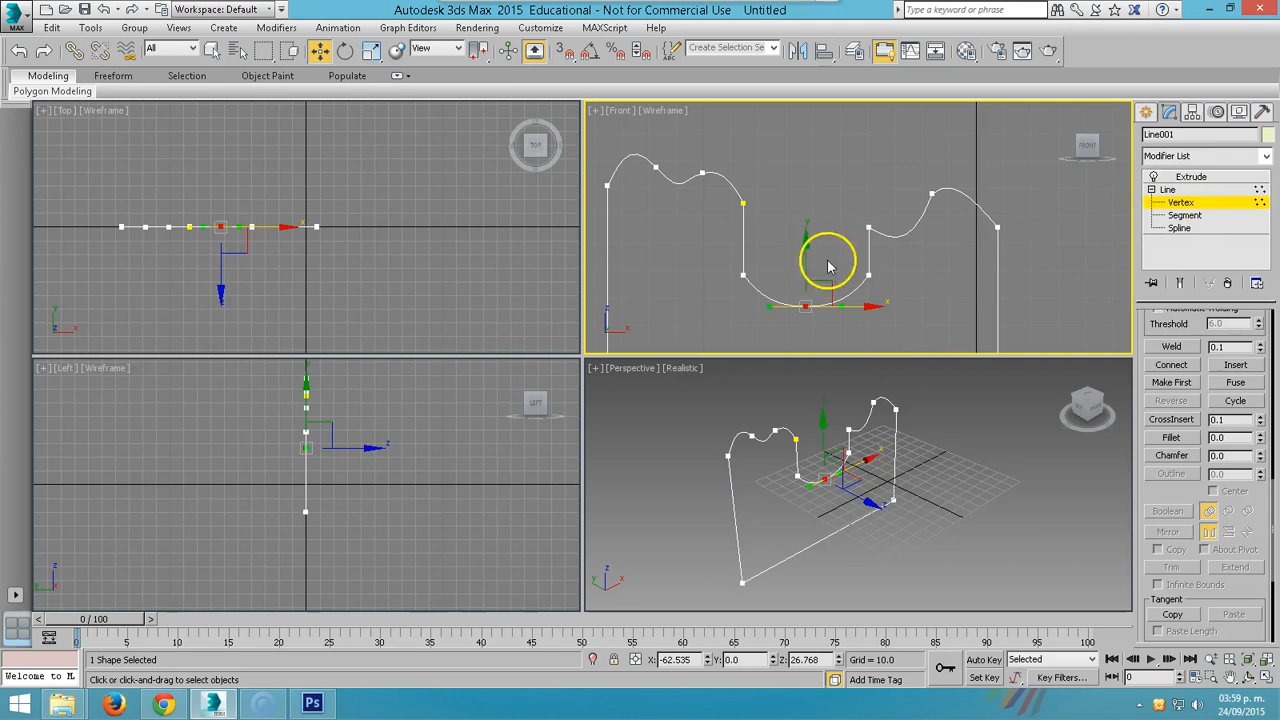 Workspace: Default
Autodesk 3ds Max 2015 Educational - Not for Commercial Use Untitled
Type a keyword or phrase
MAX
Edit Tools Group Views Create Modifiers Animation Graph Editors Rendering Customize MAXScript Help
All
View
Create Selection Se
Modeling Freeform Selection Object Paint Populate
Polygon Modeling
[+] [Top] [Wireframe]
TOP
[+] [Front] [Wireframe]
FRONT
[+] [Left] [Wireframe]
LEFT
[+] [Perspective] [Realistic]
Line001
Modifier List
Extrude
Line
Vertex
Segment
Spline
Threshold 6.0
Weld 0.1
Connect Insert
Make First Fuse
Reverse Cycle
CrossInsert 0.1
Fillet 0.0
Chamfer 0.0
Outline 0.0
Center
Boolean
Mirror
Copy About Pivot
Trim Extend
Infinite Bounds
Tangent
Copy Paste
Paste Length
0 / 100
0 5 10 15 20 25 30 35 40 45 50 55 60 65 70 75 80 85 90 95 100
1 Shape Selected
X: -62.535 Y: 0.0 Z: 26.768
Grid = 10.0
Auto Key Selected
Welcome to M
Click or click-and-drag to select objects
Add Time Tag
Set Key Key Filters...
0
Ps
03:59 p. m.
24/09/2015